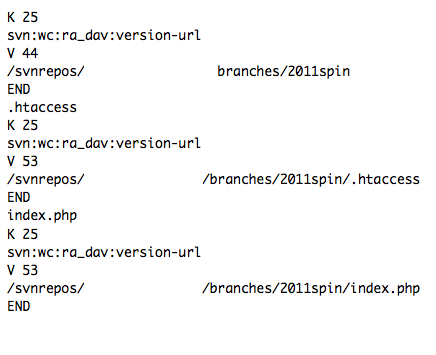 K 25
svn:wc:ra_dav:version-url
V 44
/svnrepos/ branches/2011spin
END
.htaccess
K 25
svn:wc:ra_dav:version-url
V 53
/svnrepos/ /branches/2011spin/.htaccess
END
index.php
K 25
svn:wc:ra_dav:version-url
V 53
/svnrepos/ /branches/2011spin/index.php
END